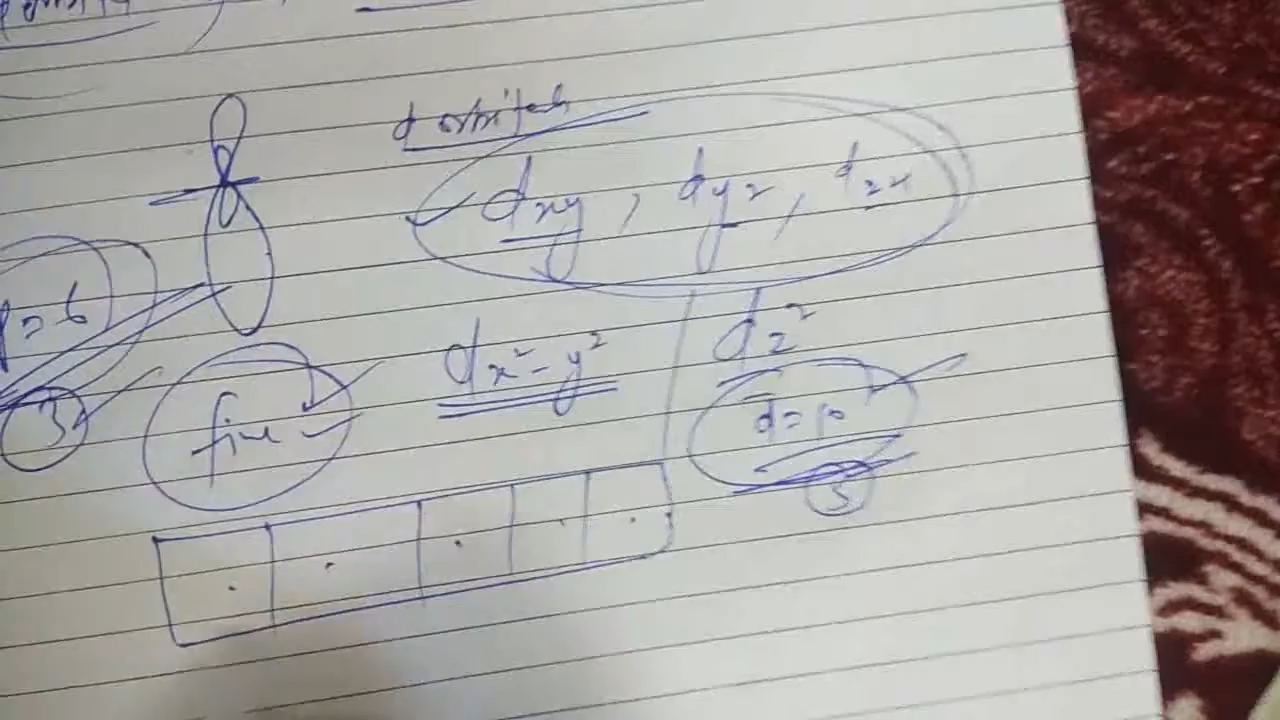 d orbitals
dxy, dyz, dzx
p = 6
dx²-y²
dz²
3
five
d = 10
5